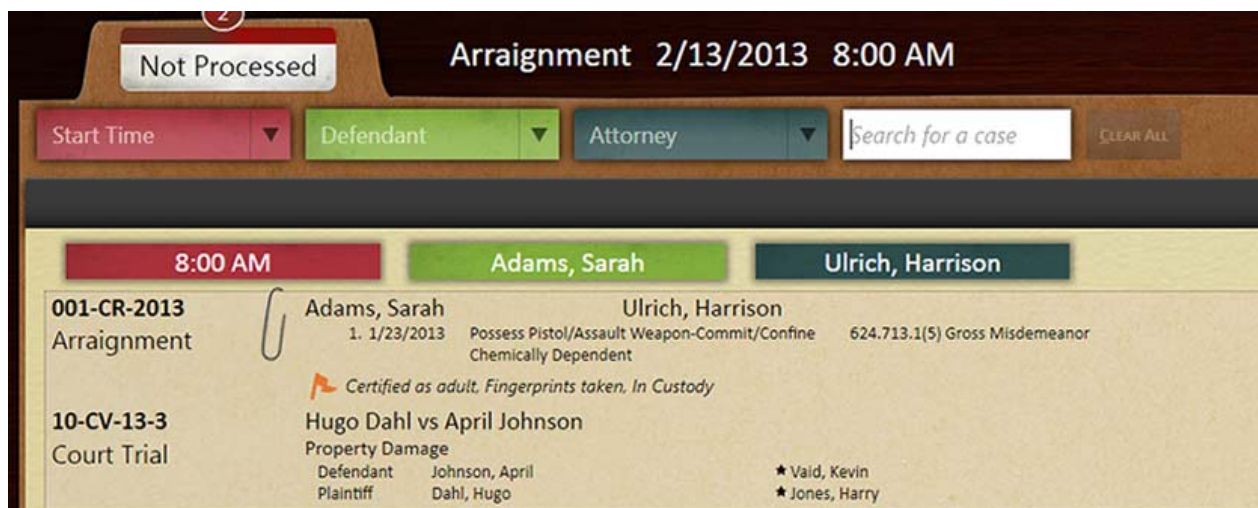 2
Not Processed
Arraignment 2/13/2013 8:00 AM
Start Time Defendant Attorney Search for a case CLEAR ALL
8:00 AM Adams, Sarah Ulrich, Harrison
001-CR-2013 Adams, Sarah Ulrich, Harrison
Arraignment 1. 1/23/2013 Possess Pistol/Assault Weapon-Commit/Confine 624.713.1(5) Gross Misdemeanor
Chemically Dependent
Certified as adult, Fingerprints taken, In Custody
10-CV-13-3 Hugo Dahl vs April Johnson
Court Trial Property Damage
Defendant Johnson, April ★ Vaid, Kevin
Plaintiff Dahl, Hugo ★ Jones, Harry